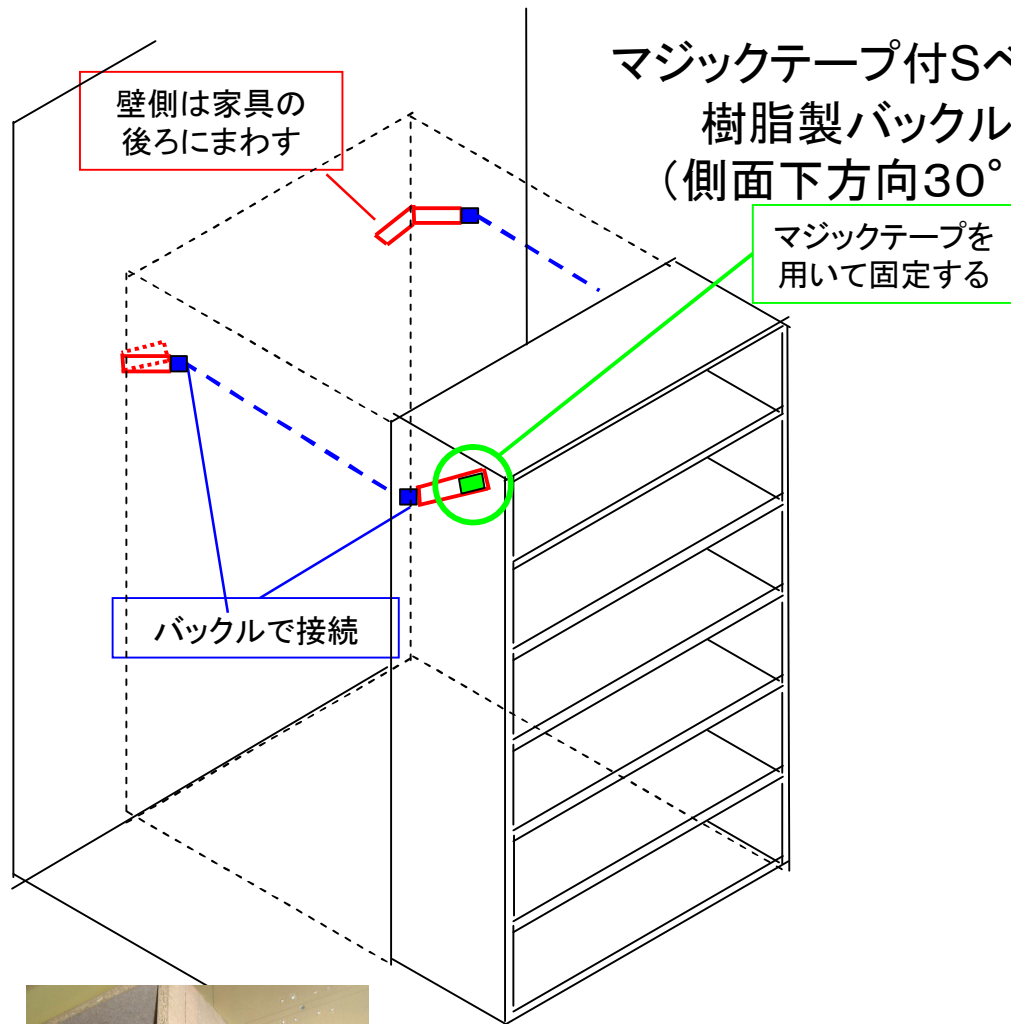 マジックテープ付Sベ
樹脂製バックル
（側面下方向30°
壁側は家具の
後ろにまわす
マジックテープを
用いて固定する
バックルで接続